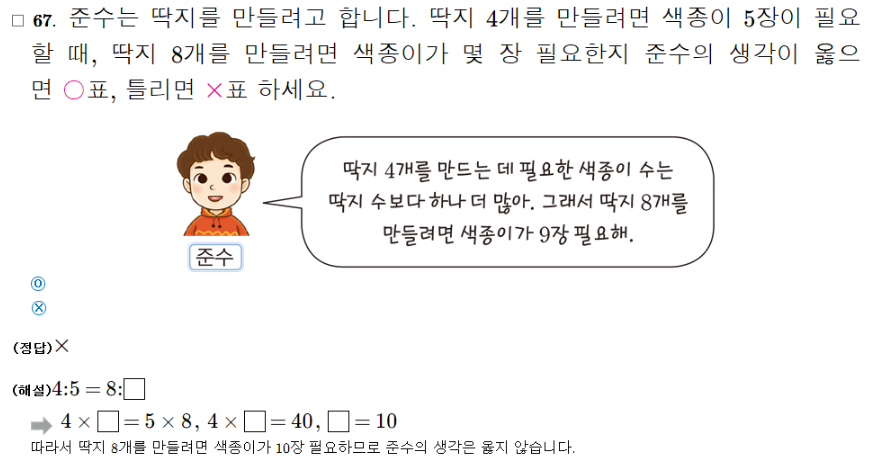 □ 67. 준수는 딱지를 만들려고 합니다. 딱지 4개를 만들려면 색종이 5장이 필요
할 때, 딱지 8개를 만들려면 색종이가 몇 장 필요한지 준수의 생각이 옳으
면 ○표, 틀리면 ×표 하세요.
딱지 4개를 만드는 데 필요한 색종이 수는
딱지 수보다 하나 더 많아. 그래서 딱지 8개를
만들려면 색종이가 9장 필요해.
준수
Ⓞ
ⓧ
(정답)×
(해설)4:5 = 8:□
➡ 4 × □ = 5 × 8, 4 × □ = 40, □ = 10
따라서 딱지 8개를 만들려면 색종이가 10장 필요하므로 준수의 생각은 옳지 않습니다.